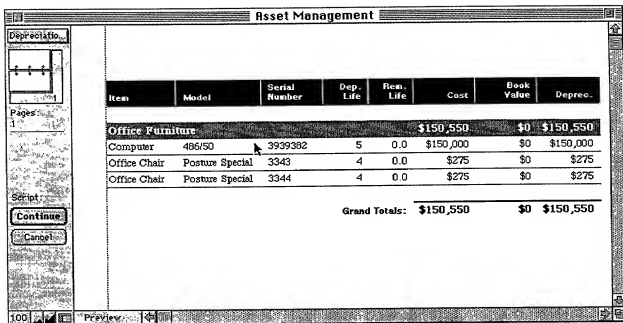 Asset Management
Depreciatio...
1
Pages:
1
Script:
Continue
Cancel
Item Model Serial Number Dep. Life Rem. Life Cost Book Value Deprec.
Office Furniture $150,550 $0 $150,550
Computer 486/50 3939382 5 0.0 $150,000 $0 $150,000
Office Chair Posture Special 3343 4 0.0 $275 $0 $275
Office Chair Posture Special 3344 4 0.0 $275 $0 $275
Grand Totals: $150,550 $0 $150,550
100 Preview